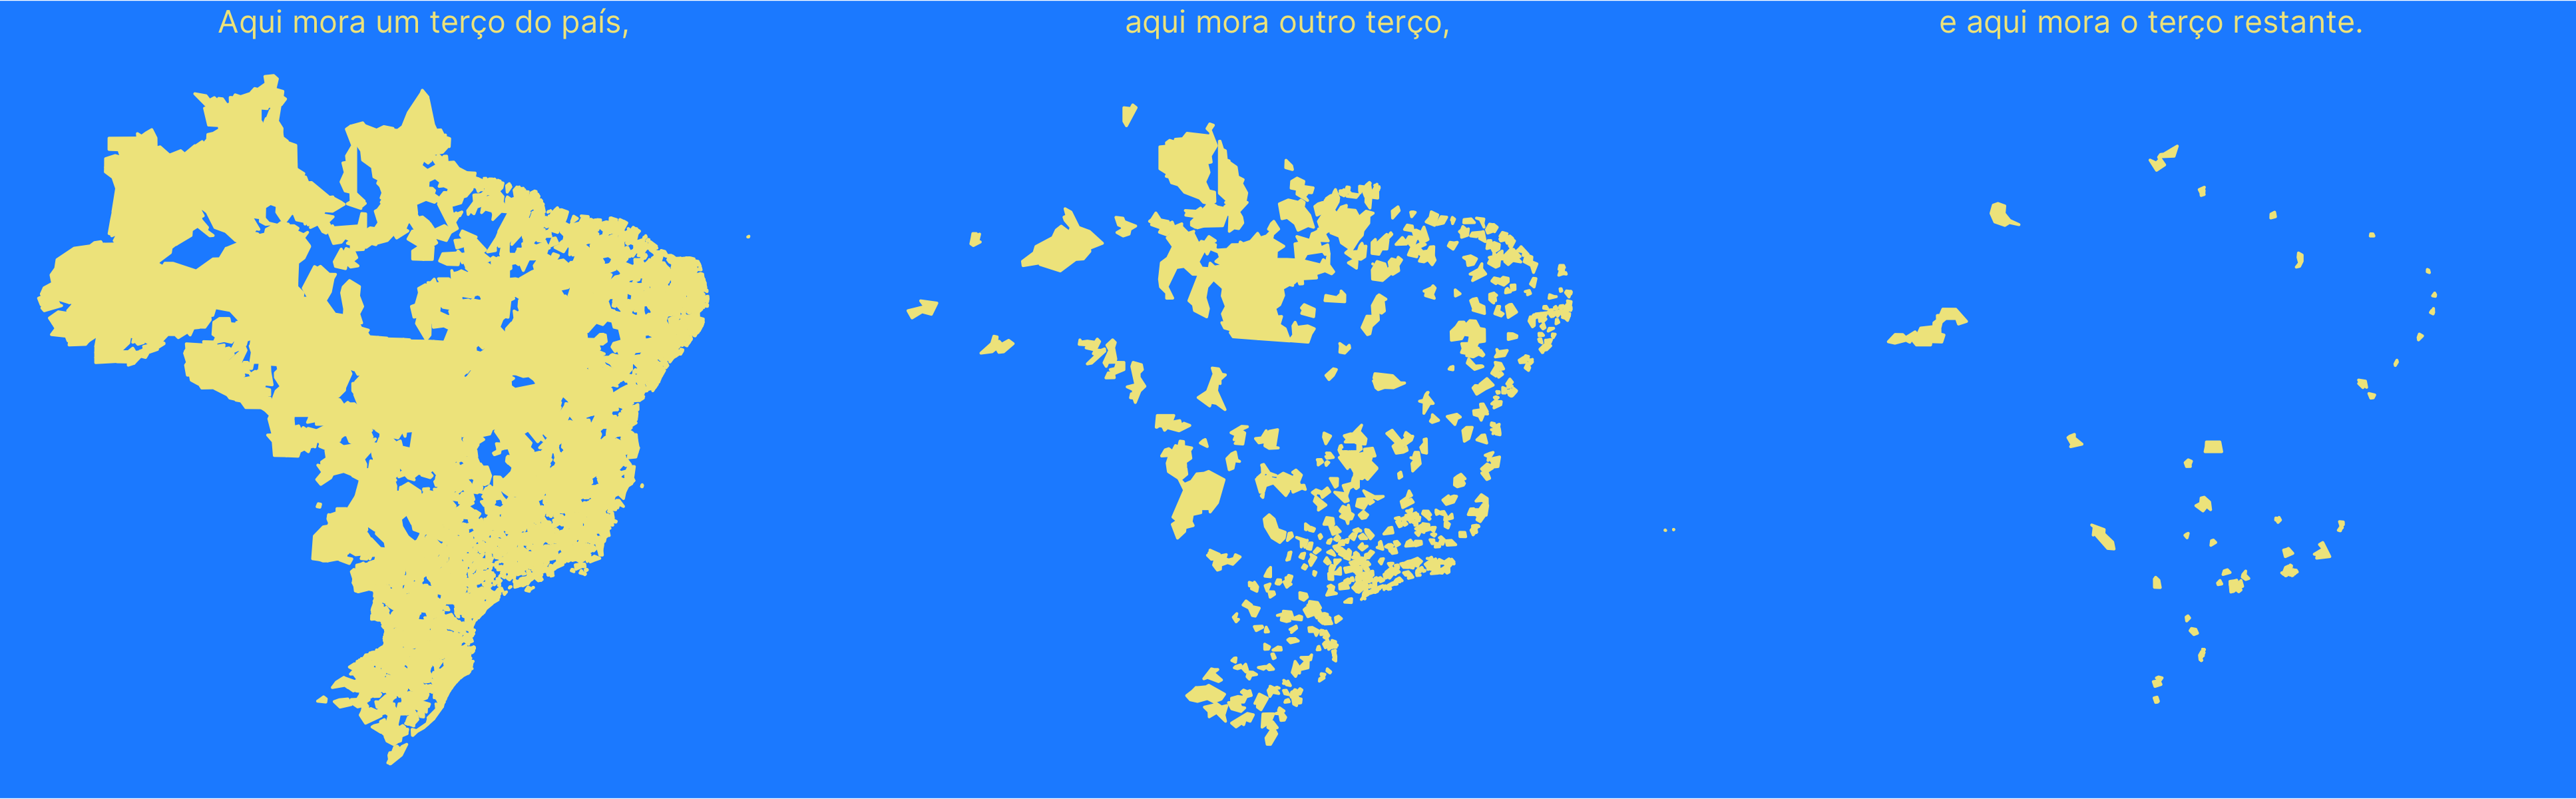 Aqui mora um terço do país,
aqui mora outro terço,
e aqui mora o terço restante.